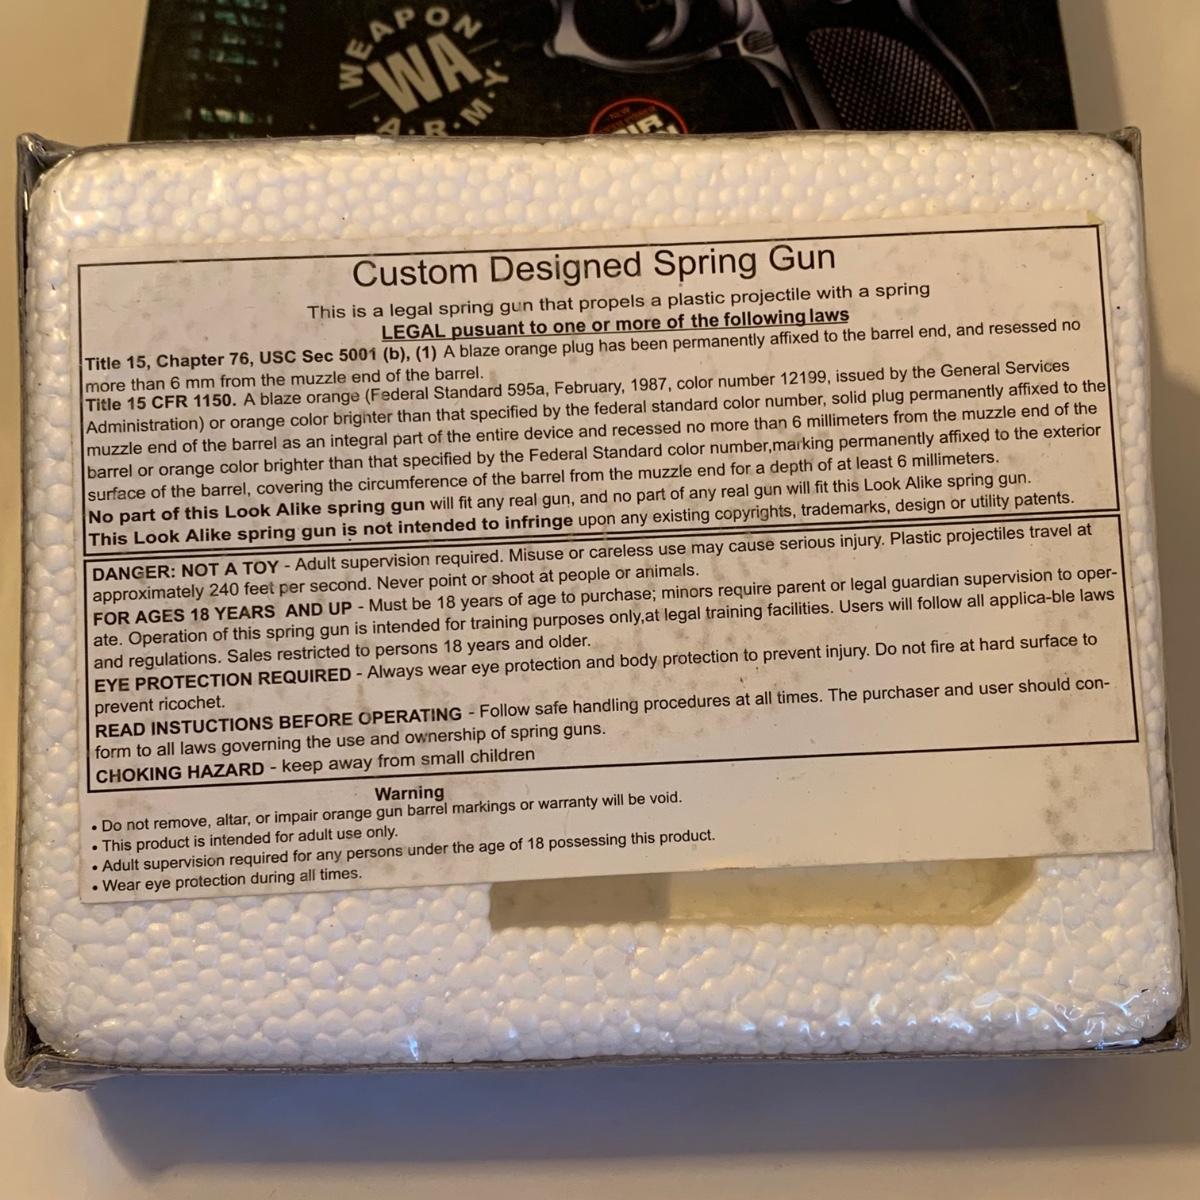 WEAPON
WA
A·R·M·Y·
NEW
Custom Designed Spring Gun
This is a legal spring gun that propels a plastic projectile with a spring
LEGAL pusuant to one or more of the following laws
Title 15, Chapter 76, USC Sec 5001 (b), (1) A blaze orange plug has been permanently affixed to the barrel end, and resessed no
more than 6 mm from the muzzle end of the barrel.
Title 15 CFR 1150. A blaze orange (Federal Standard 595a, February, 1987, color number 12199, issued by the General Services
Administration) or orange color brighter than that specified by the federal standard color number, solid plug permanently affixed to the
muzzle end of the barrel as an integral part of the entire device and recessed no more than 6 millimeters from the muzzle end of the
barrel or orange color brighter than that specified by the Federal Standard color number,marking permanently affixed to the exterior
surface of the barrel, covering the circumference of the barrel from the muzzle end for a depth of at least 6 millimeters.
No part of this Look Alike spring gun will fit any real gun, and no part of any real gun will fit this Look Alike spring gun.
This Look Alike spring gun is not intended to infringe upon any existing copyrights, trademarks, design or utility patents.
DANGER: NOT A TOY - Adult supervision required. Misuse or careless use may cause serious injury. Plastic projectiles travel at
approximately 240 feet per second. Never point or shoot at people or animals.
FOR AGES 18 YEARS AND UP - Must be 18 years of age to purchase; minors require parent or legal guardian supervision to oper-
ate. Operation of this spring gun is intended for training purposes only,at legal training facilities. Users will follow all applica-ble laws
and regulations. Sales restricted to persons 18 years and older.
EYE PROTECTION REQUIRED - Always wear eye protection and body protection to prevent injury. Do not fire at hard surface to
prevent ricochet.
READ INSTUCTIONS BEFORE OPERATING - Follow safe handling procedures at all times. The purchaser and user should con-
form to all laws governing the use and ownership of spring guns.
CHOKING HAZARD - keep away from small children
Warning
• Do not remove, altar, or impair orange gun barrel markings or warranty will be void.
• This product is intended for adult use only.
• Adult supervision required for any persons under the age of 18 possessing this product.
• Wear eye protection during all times.